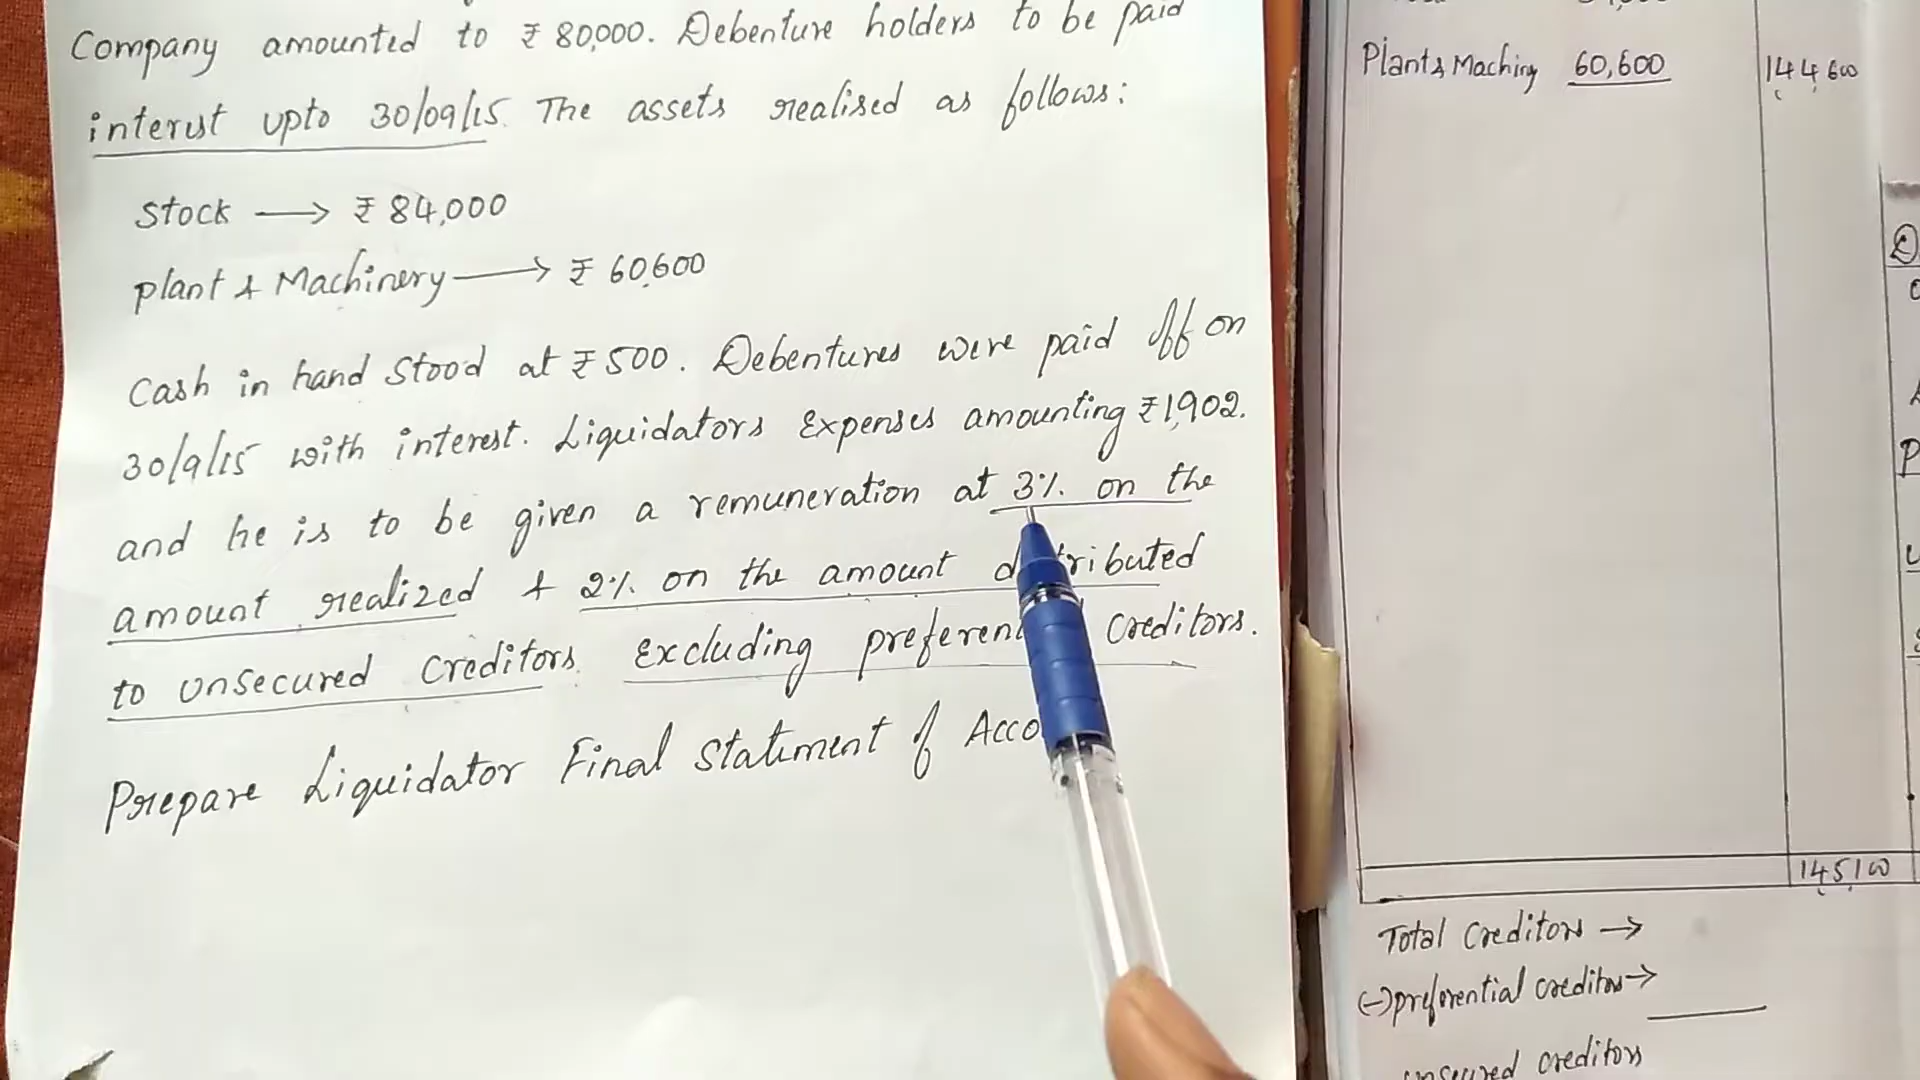 Company amounted to ₹ 80,000. Debenture holders to be paid
interest upto 30/09/15. The assets realised as follows:
Stock → ₹ 84,000
plant & Machinery → ₹ 60,600
Cash in hand Stood at ₹ 500. Debentures were paid off on
30/9/15 with interest. Liquidators Expenses amounting ₹ 1,902.
and he is to be given a remuneration at 3% on the
amount realized & 2% on the amount
to unsecured Creditors Excluding Creditors.
Prepare Liquidator Final Statement of
Plant & Machiny 60,600 144600
145100
Total Creditors →
(-) preferential creditors →
unsecured creditors